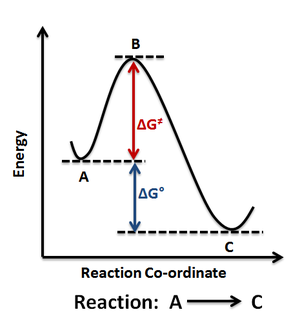 B
ΔG≠
Energy
A
ΔG°
C
Reaction Co-ordinate
Reaction: A → C